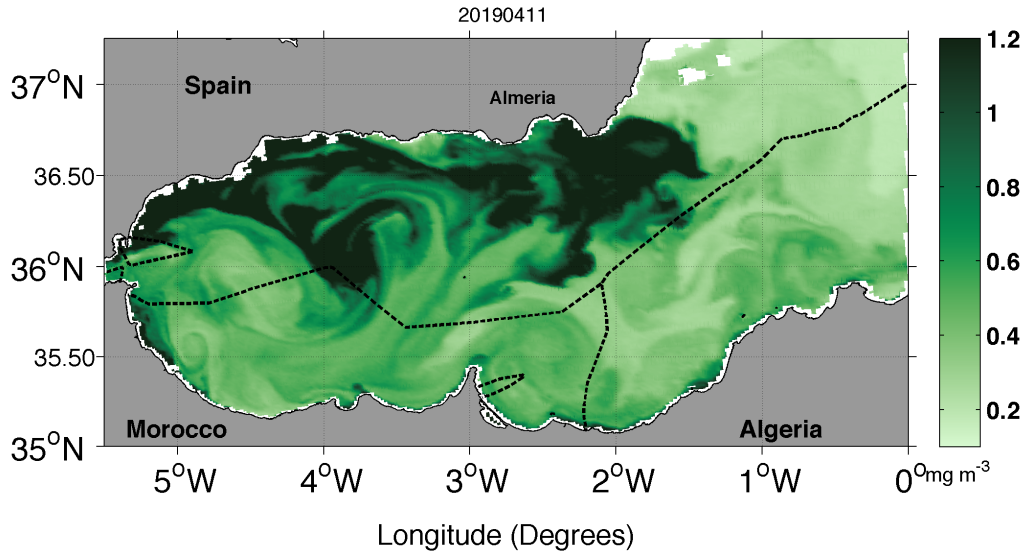 20190411
37°N
36.50
36°N
35.50
35°N
Spain
Almeria
Morocco
Algeria
5°W
4°W
3°W
2°W
1°W
0°
Longitude (Degrees)
1.2
1
0.8
0.6
0.4
0.2
mg m⁻³